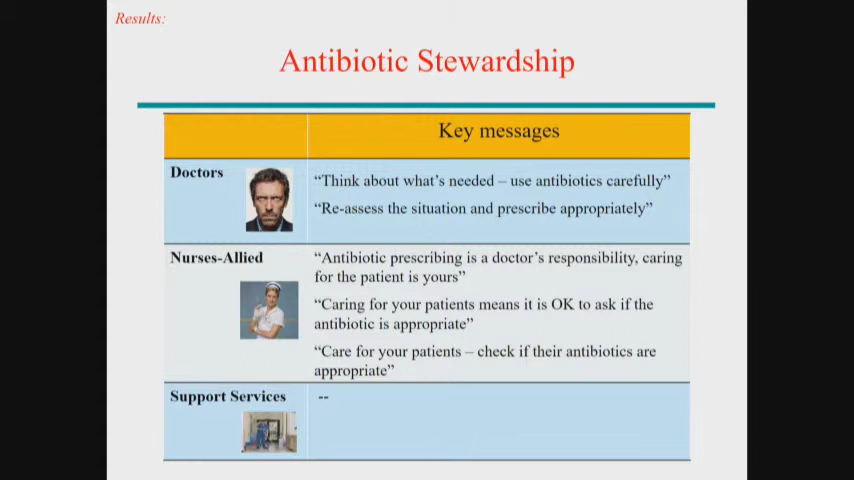 Results:
Antibiotic Stewardship
Key messages
Doctors
“Think about what’s needed – use antibiotics carefully”
“Re-assess the situation and prescribe appropriately”
Nurses-Allied
“Antibiotic prescribing is a doctor’s responsibility, caring
for the patient is yours”
“Caring for your patients means it is OK to ask if the
antibiotic is appropriate”
“Care for your patients – check if their antibiotics are
appropriate”
Support Services
--